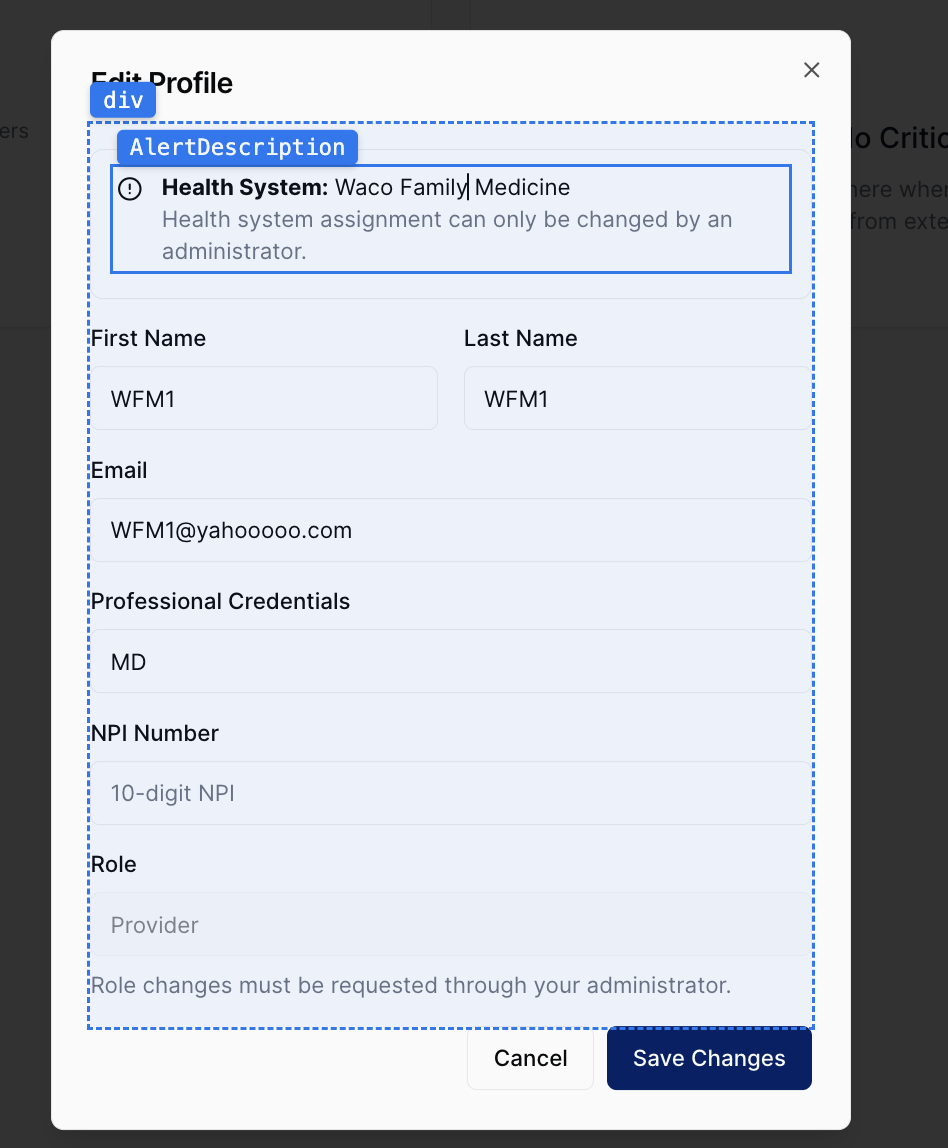 Edit Profile
div
AlertDescription
Health System: Waco Family Medicine
Health system assignment can only be changed by an
administrator.
First Name
Last Name
WFM1
WFM1
Email
WFM1@yahooooo.com
Professional Credentials
MD
NPI Number
10-digit NPI
Role
Provider
Role changes must be requested through your administrator.
Cancel
Save Changes
ers
o Critic
here whe
from exte